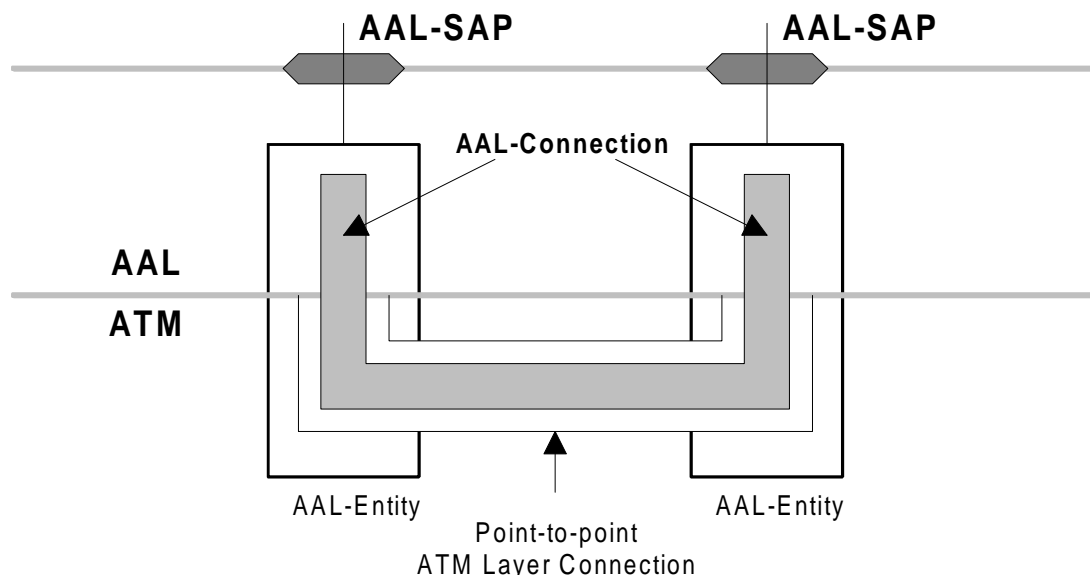 AAL-SAP
AAL-SAP
AAL-Connection
AAL
ATM
AAL-Entity
AAL-Entity
Point-to-point
ATM Layer Connection